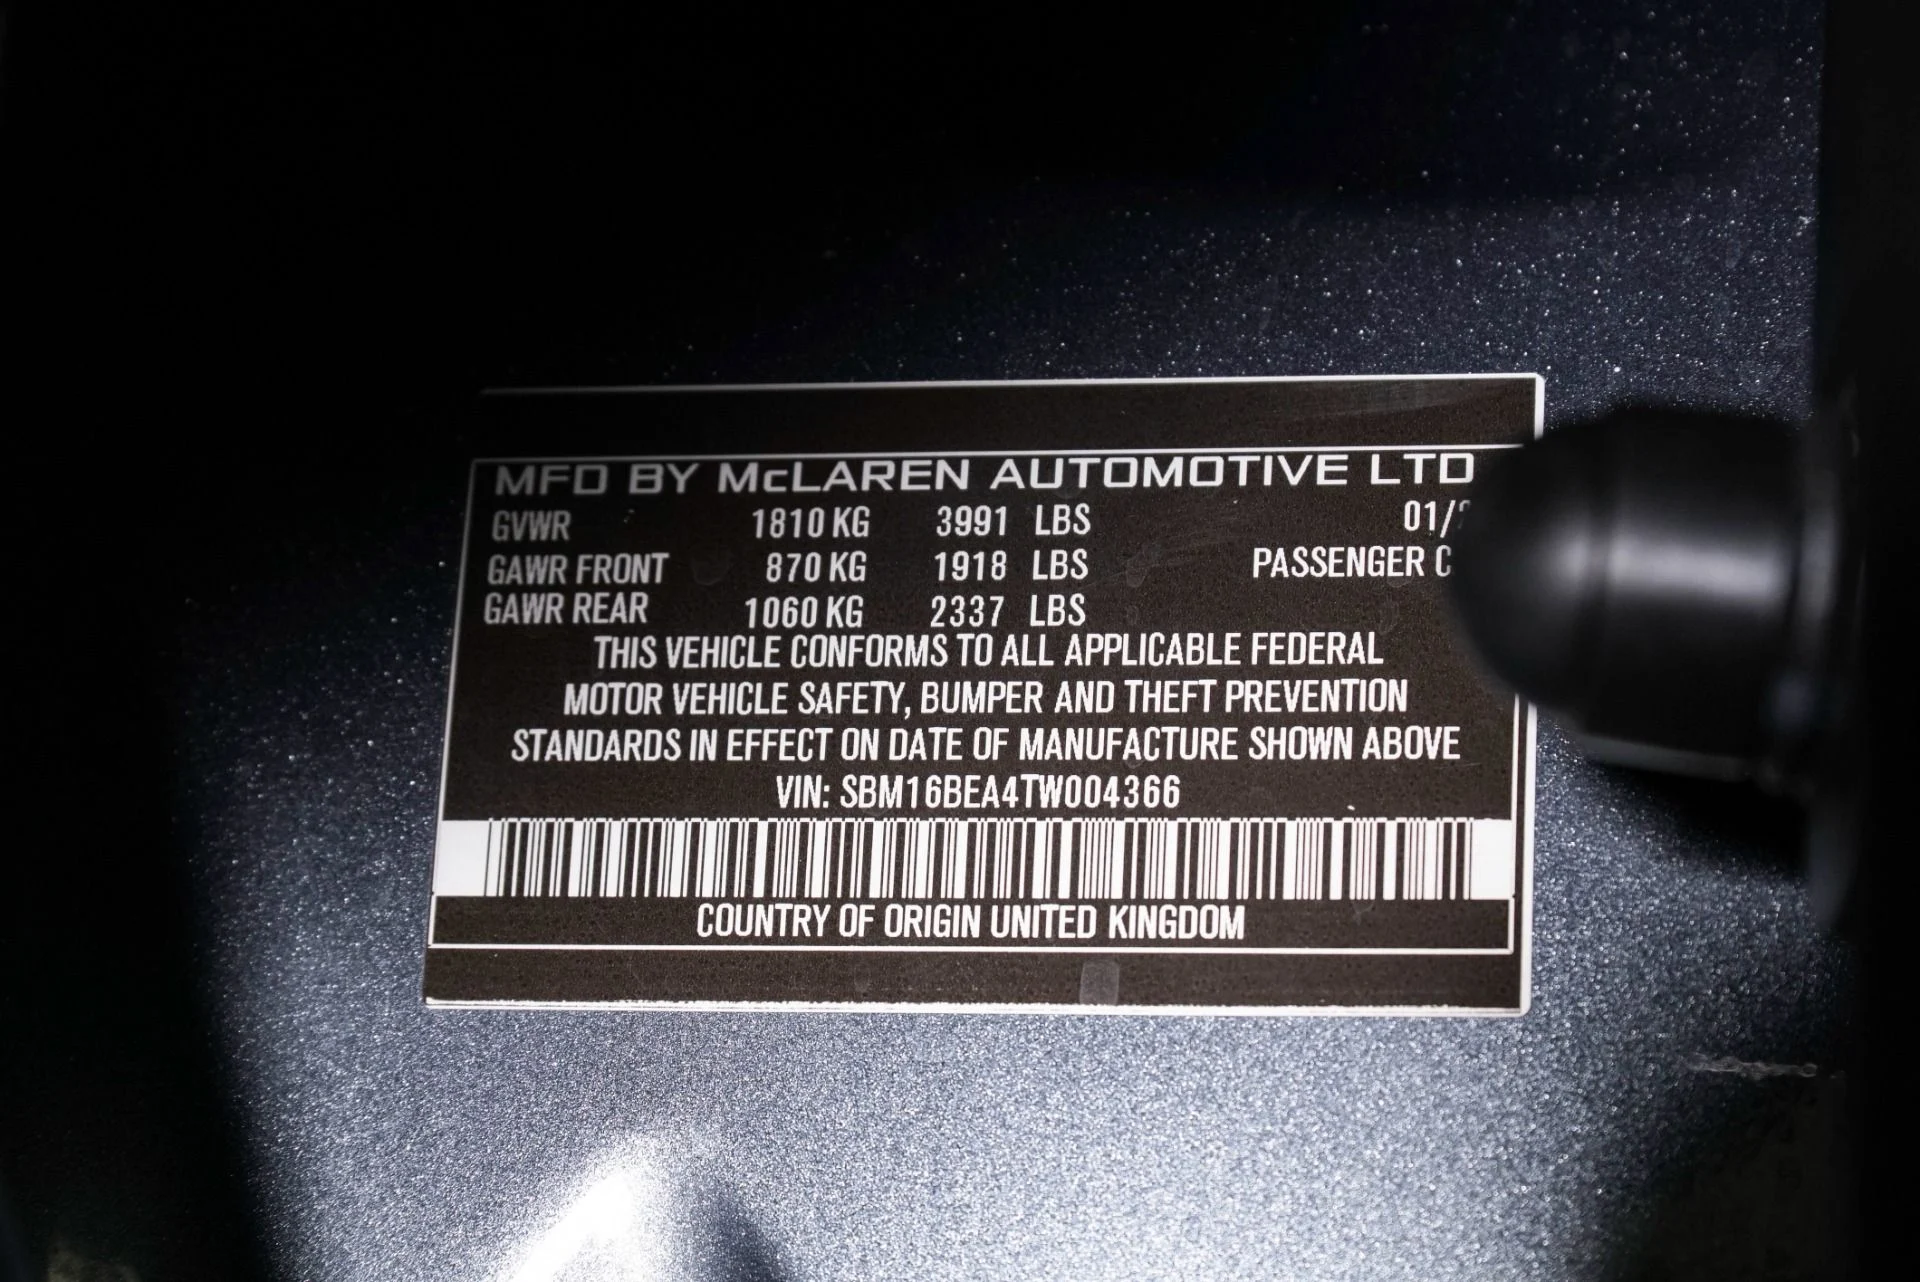 MFD BY McLAREN AUTOMOTIVE LTD
GVWR 1810 KG 3991 LBS 01/
GAWR FRONT 870 KG 1918 LBS PASSENGER C
GAWR REAR 1060 KG 2337 LBS
THIS VEHICLE CONFORMS TO ALL APPLICABLE FEDERAL
MOTOR VEHICLE SAFETY, BUMPER AND THEFT PREVENTION
STANDARDS IN EFFECT ON DATE OF MANUFACTURE SHOWN ABOVE
VIN: SBM16BEA4TW004366
COUNTRY OF ORIGIN UNITED KINGDOM